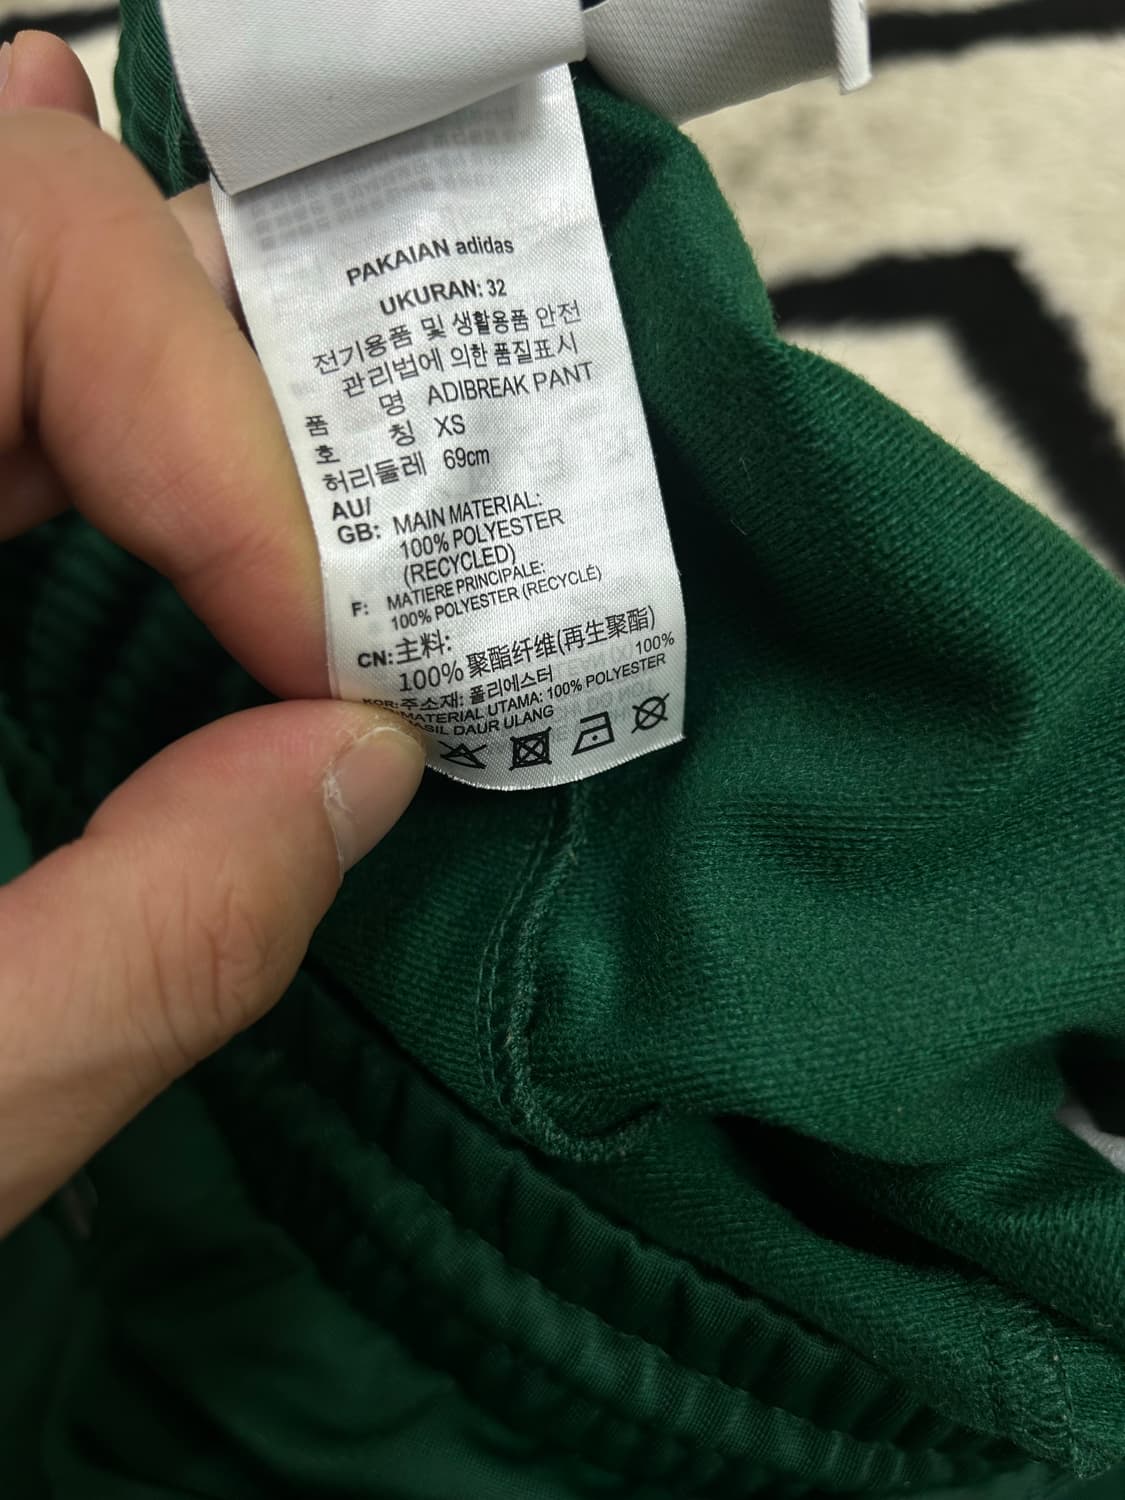 PAKAIAN adidas
UKURAN: 32
전기용품 및 생활용품 안전
관리법에 의한 품질표시
품 명 ADIBREAK PANT
호 칭 XS
허리둘레 69cm
AU/
GB: MAIN MATERIAL:
100% POLYESTER
(RECYCLED)
F: MATIERE PRINCIPALE:
100% POLYESTER (RECYCLÉ)
CN: 主料:
100% 聚酯纤维(再生聚酯)
KOR: 주소재: 폴리에스터 100%
MATERIAL UTAMA: 100% POLYESTER
DAUR ULANG